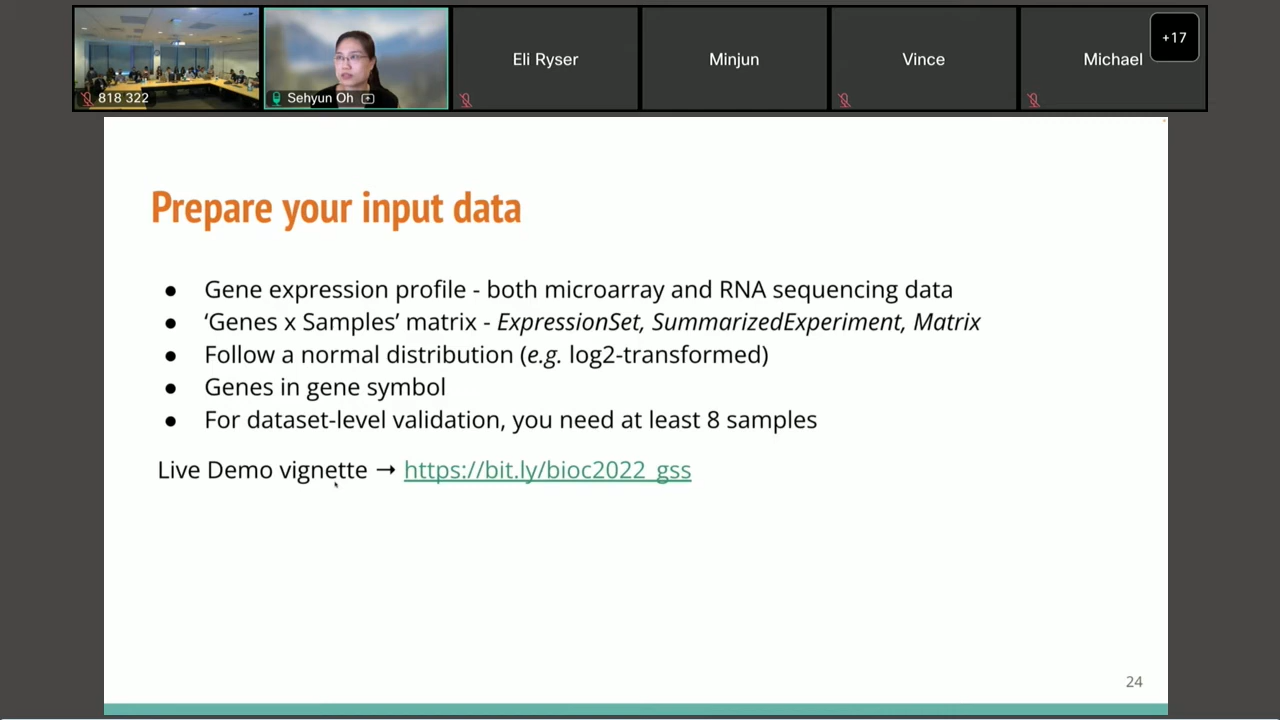 818 322
Sehyun Oh
Eli Ryser
Minjun
Vince
Michael
+17
Prepare your input data
● Gene expression profile - both microarray and RNA sequencing data
● ‘Genes x Samples’ matrix - ExpressionSet, SummarizedExperiment, Matrix
● Follow a normal distribution (e.g. log2-transformed)
● Genes in gene symbol
● For dataset-level validation, you need at least 8 samples
Live Demo vignette → https://bit.ly/bioc2022_gss
24